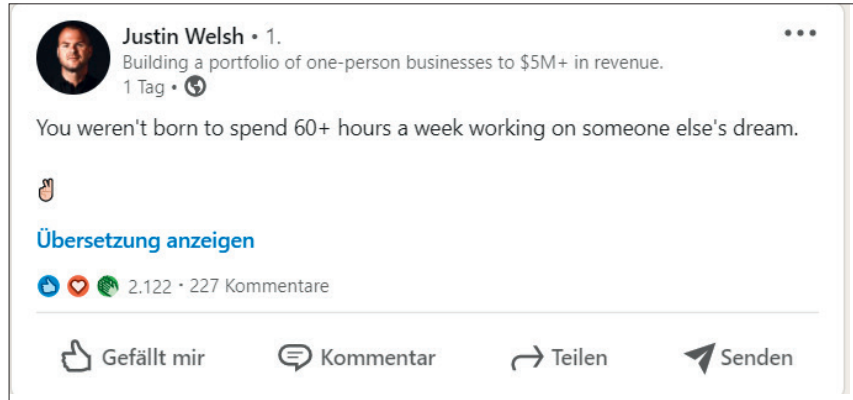 Justin Welsh • 1.
Building a portfolio of one-person businesses to $5M+ in revenue.
1 Tag •
You weren't born to spend 60+ hours a week working on someone else's dream.
✌🏻
Übersetzung anzeigen
2.122 · 227 Kommentare
Gefällt mir Kommentar Teilen Senden